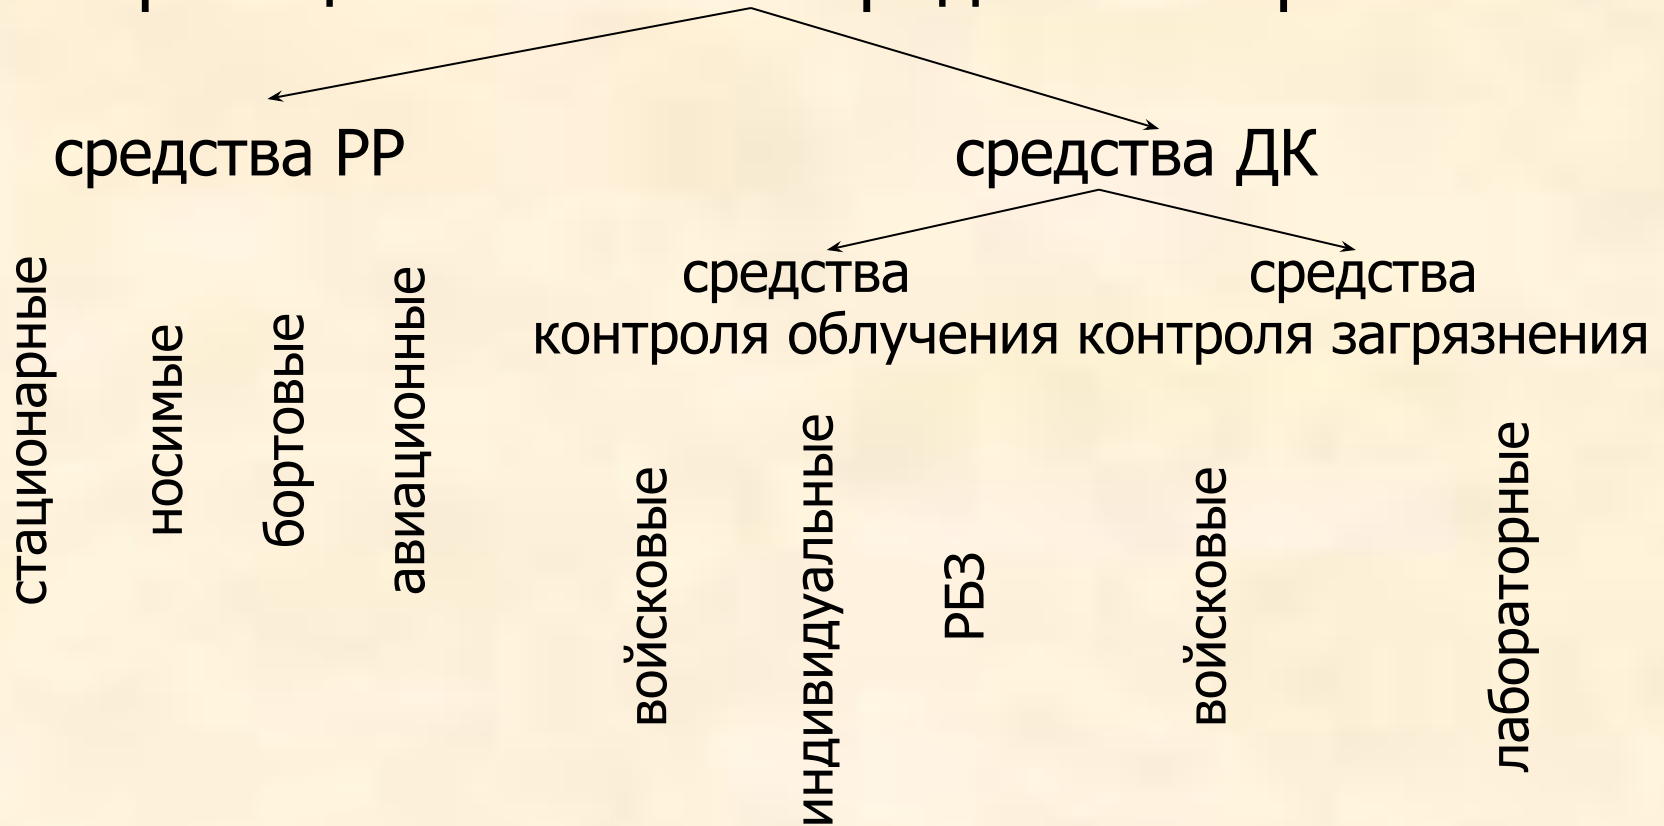 средства РР
средства ДК
средства
контроля облучения
средства
контроля загрязнения
стационарные
носимые
бортовые
авиационные
войсковые
индивидуальные
РБЗ
войсковые
лабораторные